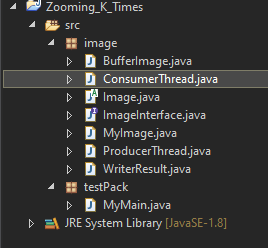 Zooming_K_Times
src
image
BufferImage.java
ConsumerThread.java
Image.java
ImageInterface.java
MyImage.java
ProducerThread.java
WriterResult.java
testPack
MyMain.java
JRE System Library [JavaSE-1.8]